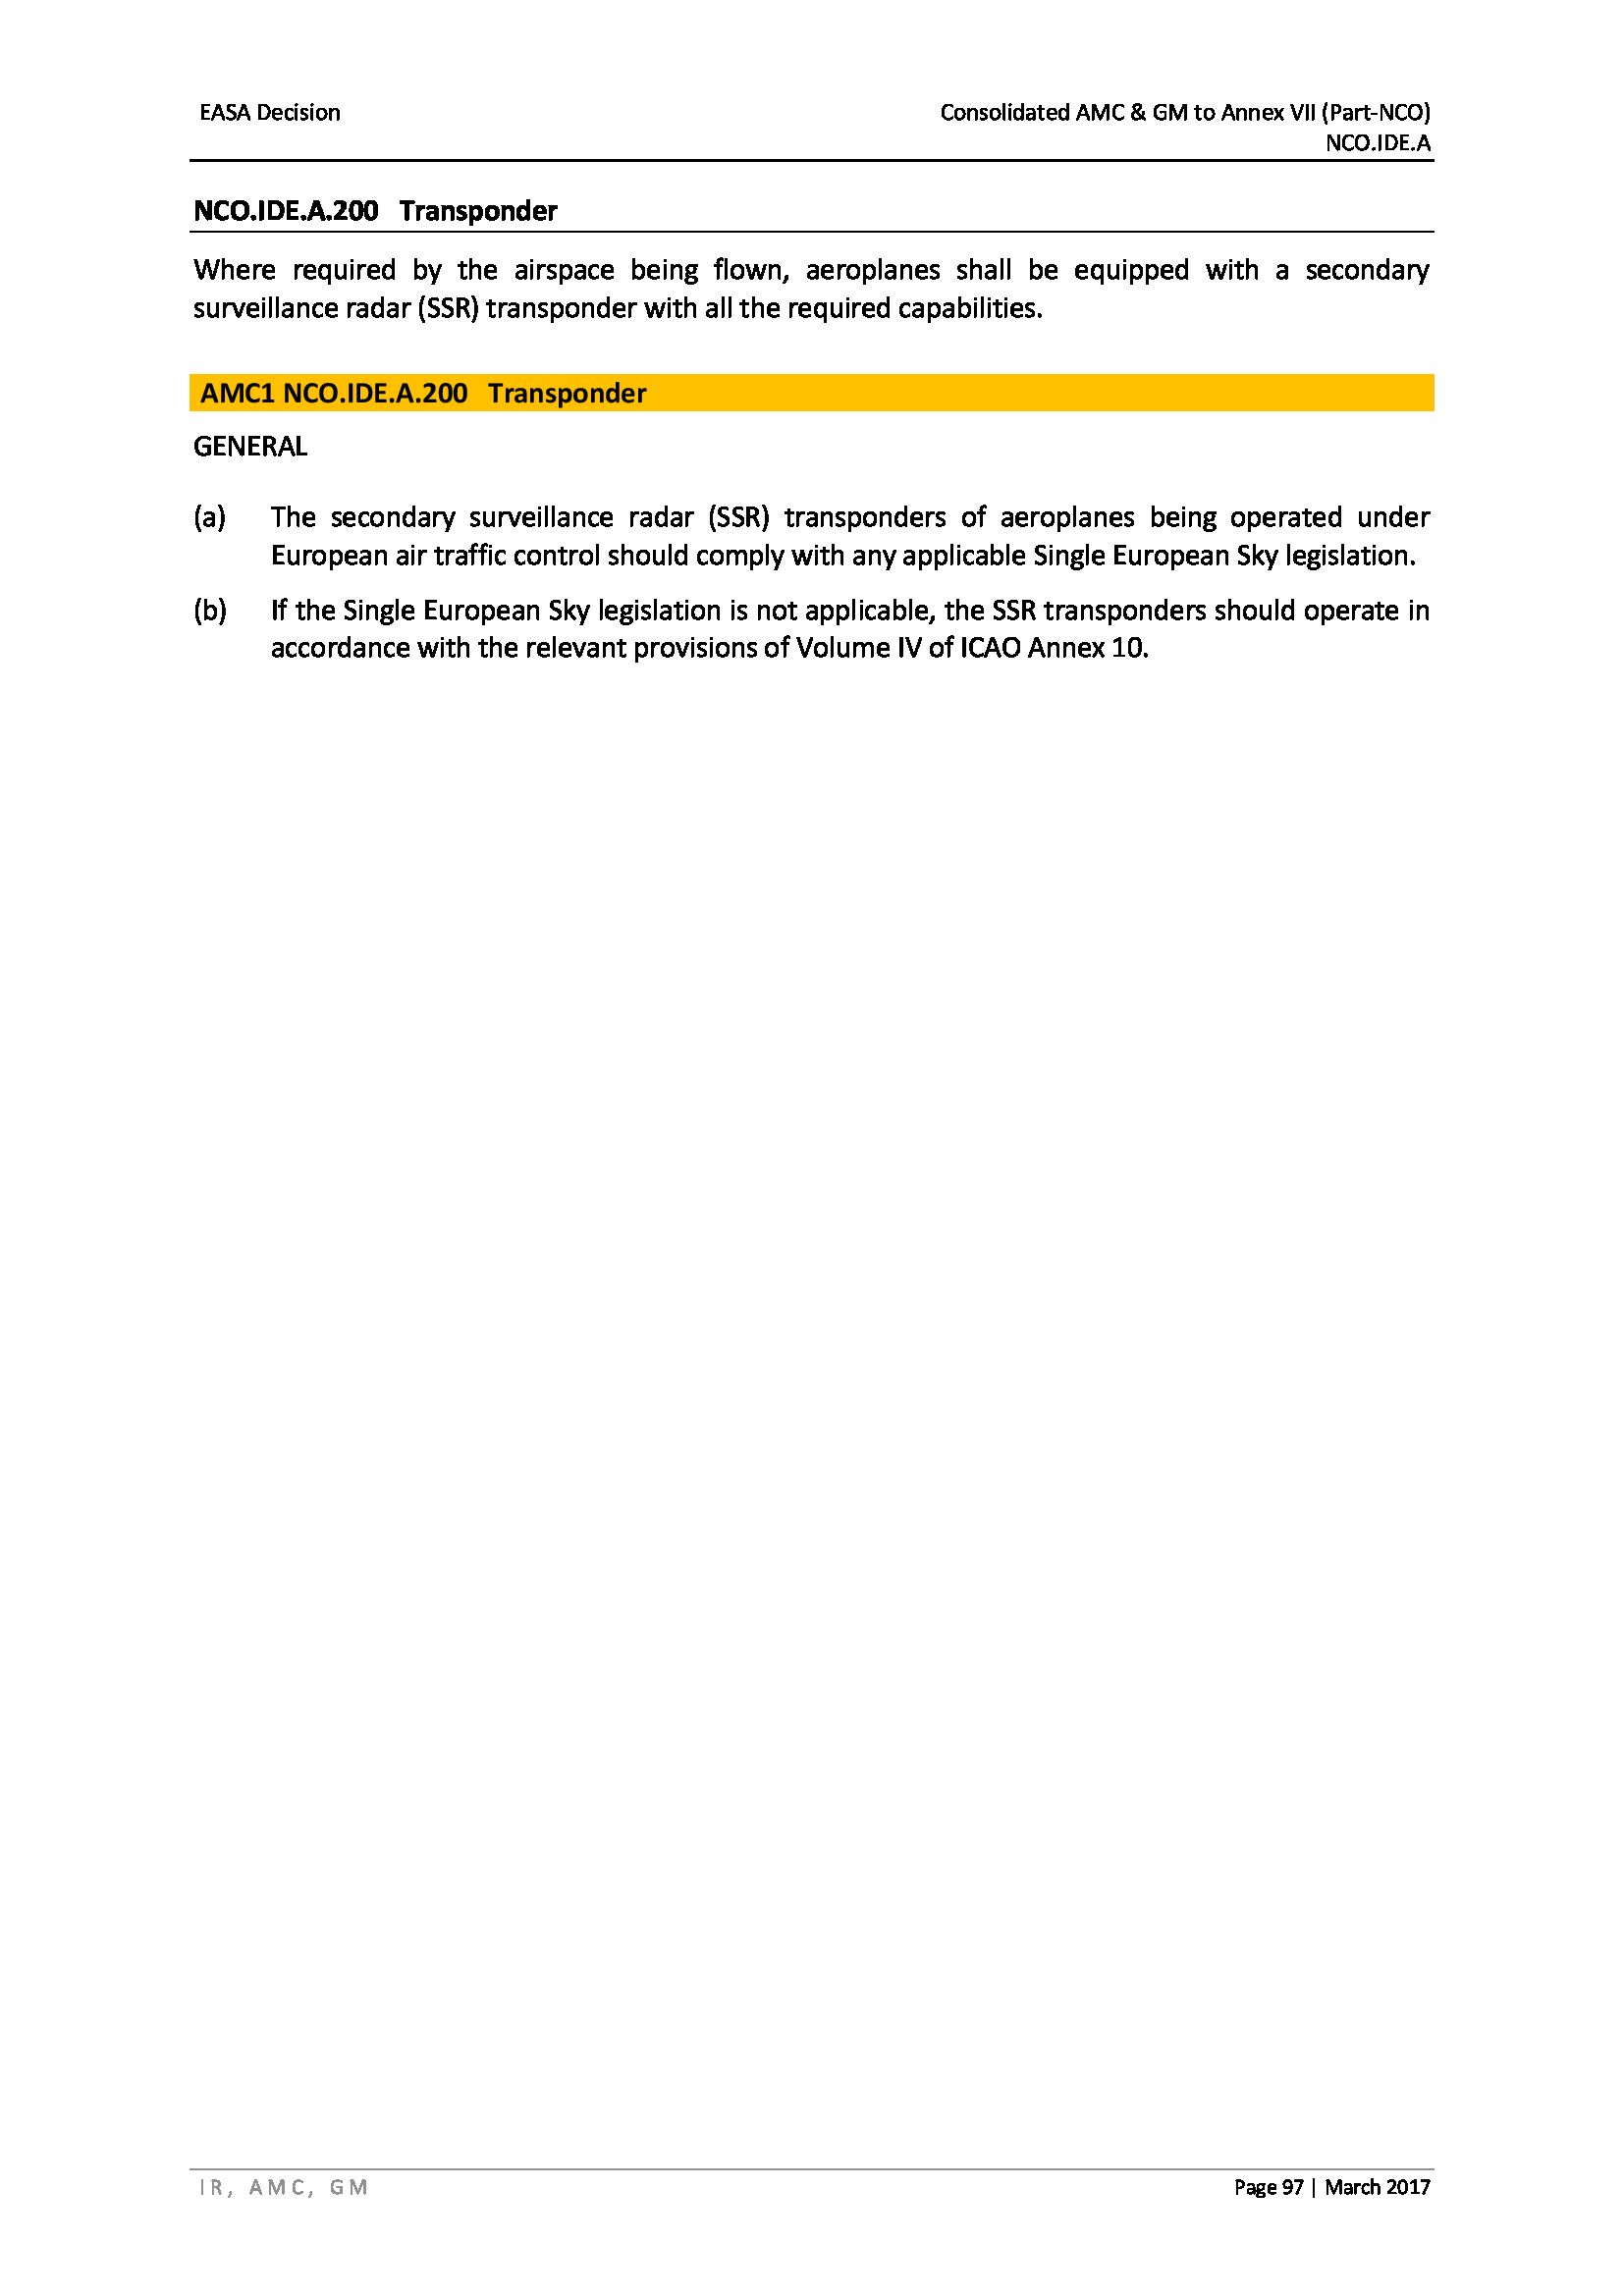 EASA Decision
Consolidated AMC & GM to Annex VII (Part-NCO)
NCO.IDE.A
NCO.IDE.A.200 Transponder
Where required by the airspace being flown, aeroplanes shall be equipped with a secondary
surveillance radar (SSR) transponder with all the required capabilities.
AMC1 NCO.IDE.A.200 Transponder
GENERAL
(a) The secondary surveillance radar (SSR) transponders of aeroplanes being operated under
European air traffic control should comply with any applicable Single European Sky legislation.
(b) If the Single European Sky legislation is not applicable, the SSR transponders should operate in
accordance with the relevant provisions of Volume IV of ICAO Annex 10.
IR, AMC, GM
Page 97 | March 2017